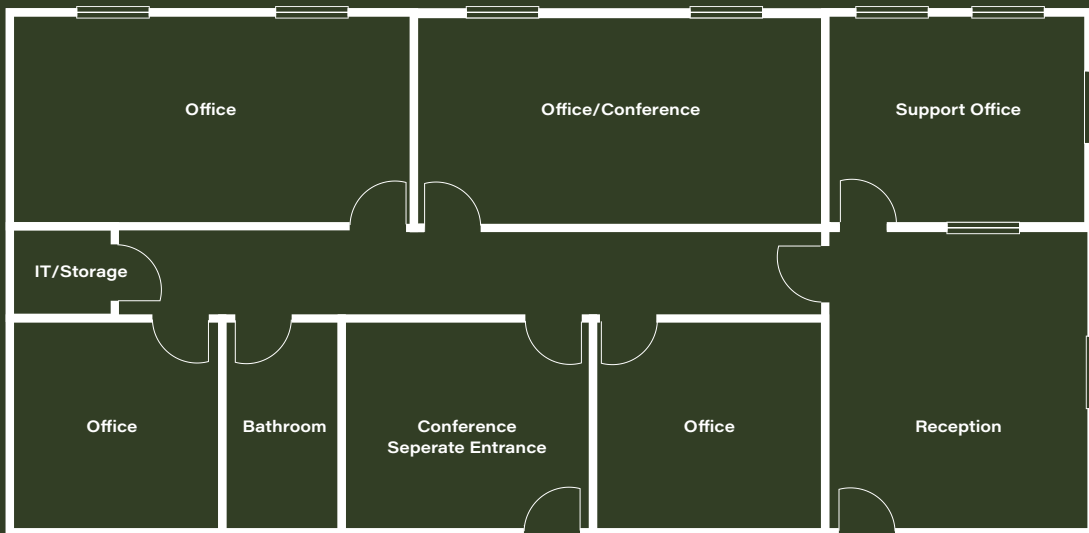 Office
Office/Conference
Support Office
IT/Storage
Office
Bathroom
Conference
Seperate Entrance
Office
Reception